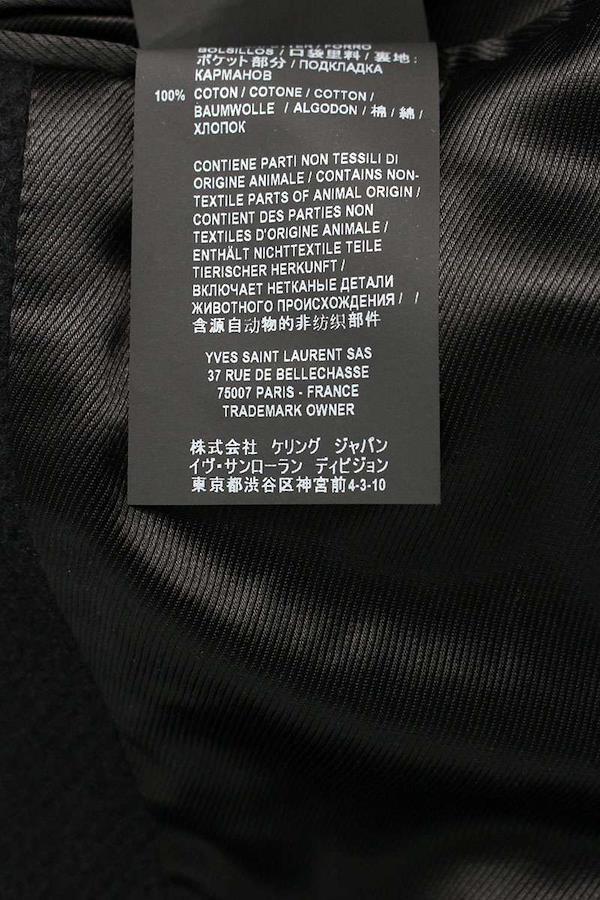 BOLSILLOS / 口袋里料 / 裏地:
ポケット部分 / ПОДКЛАДКА
КАРМАНОВ
100% COTON / COTONE / COTTON /
BAUMWOLLE / ALGODON / 棉 / 綿 /
ХЛОПОК
CONTIENE PARTI NON TESSILI DI
ORIGINE ANIMALE / CONTAINS NON-
TEXTILE PARTS OF ANIMAL ORIGIN /
CONTIENT DES PARTIES NON
TEXTILES D'ORIGINE ANIMALE /
ENTHÄLT NICHTTEXTILE TEILE
TIERISCHER HERKUNFT /
ВКЛЮЧАЕТ НЕТКАНЫЕ ДЕТАЛИ
ЖИВОТНОГО ПРОИСХОЖДЕНИЯ / /
含源自动物的非纺织部件
YVES SAINT LAURENT SAS
37 RUE DE BELLECHASSE
75007 PARIS - FRANCE
TRADEMARK OWNER
株式会社 ケリング ジャパン
イヴ・サンローラン ディビジョン
東京都渋谷区神宮前4-3-10